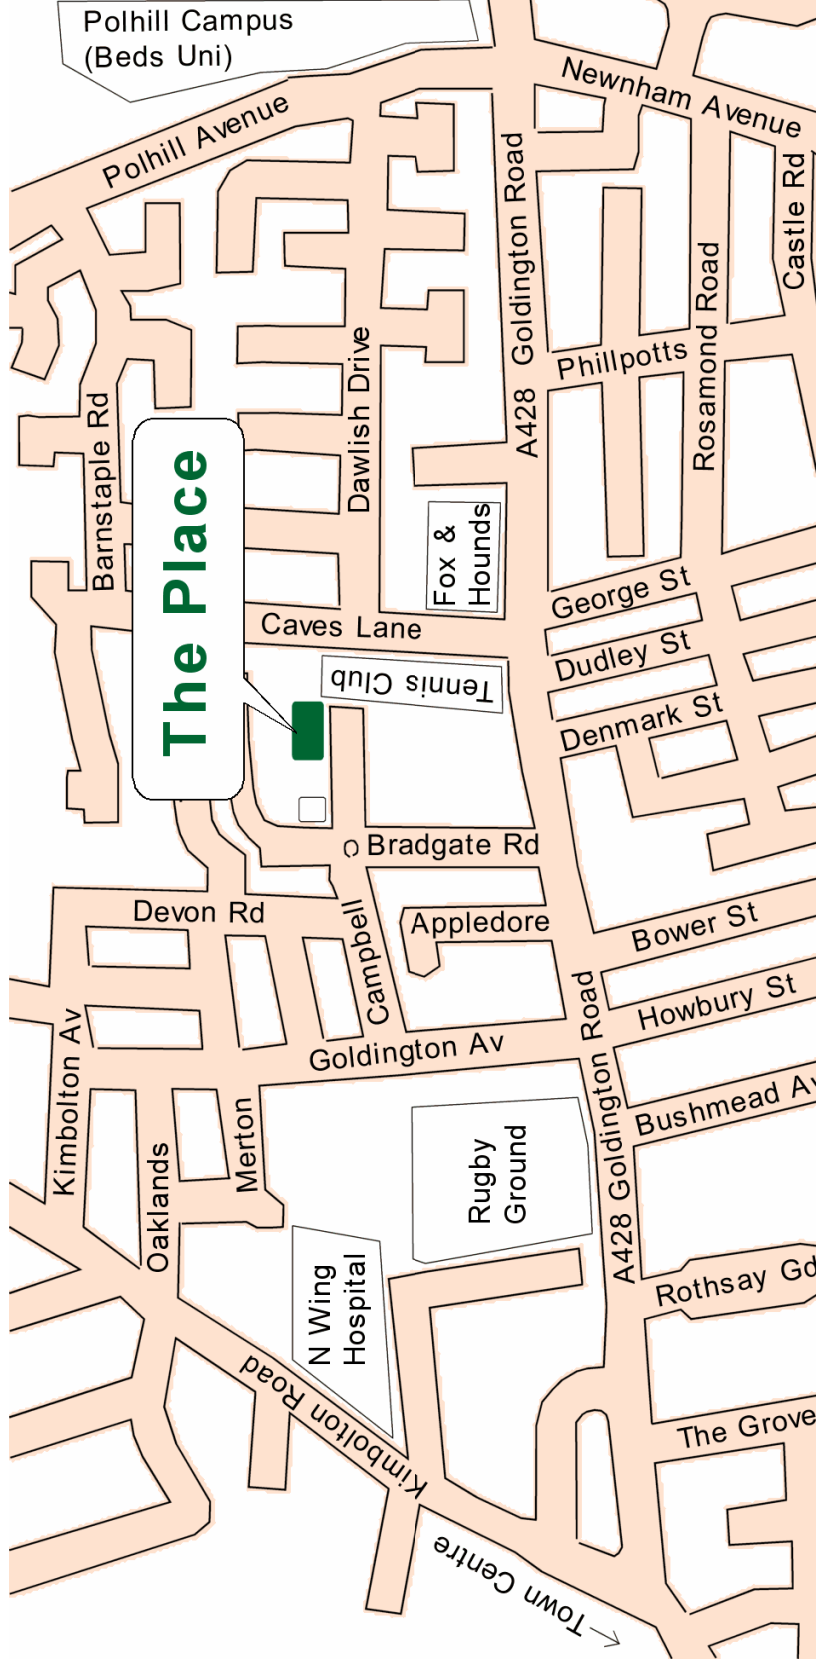 Polhill Campus
(Beds Uni)
Newnham Avenue
Polhill Avenue
A428 Goldington Road
Castle Rd
Rosamond Road
Phillpotts
Dawlish Drive
Barnstaple Rd
The Place
Fox &
Hounds
George St
Caves Lane
Dudley St
Tennis Club
Denmark St
Bradgate Rd
Devon Rd
Appledore
Campbell
Bower St
Howbury St
Goldington Av
Kimbolton Av
A428 Goldington Road
Bushmead Av
Merton
Oaklands
Rugby
Ground
N Wing
Hospital
Rothsay Gd
Kimbolton Road
The Grove
Town Centre